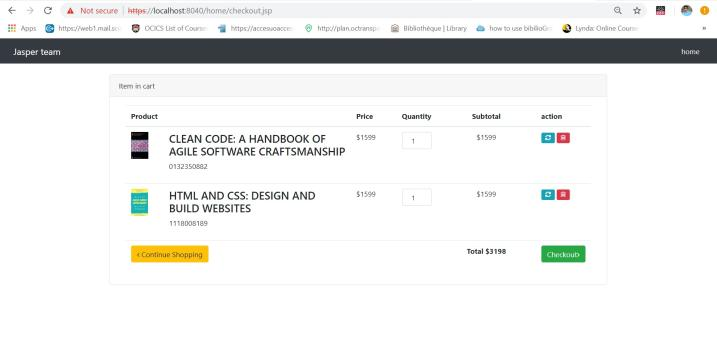 Not secure | https://localhost:8040/home/checkout.jsp
Apps https://web1.mail.sc OCICS List of Course http://plan.octransp Bibliothèque | Library how to use biblioGr Lynda: Online Course »
Jasper team home
Item in cart
Product Price Quantity Subtotal action
CLEAN CODE: A HANDBOOK OF $1599 1 $1599
AGILE SOFTWARE CRAFTSMANSHIP
0132350882
HTML AND CSS: DESIGN AND $1599 1 $1599
BUILD WEBSITES
1118008189
‹ Continue Shopping Total $3198 Checkout›